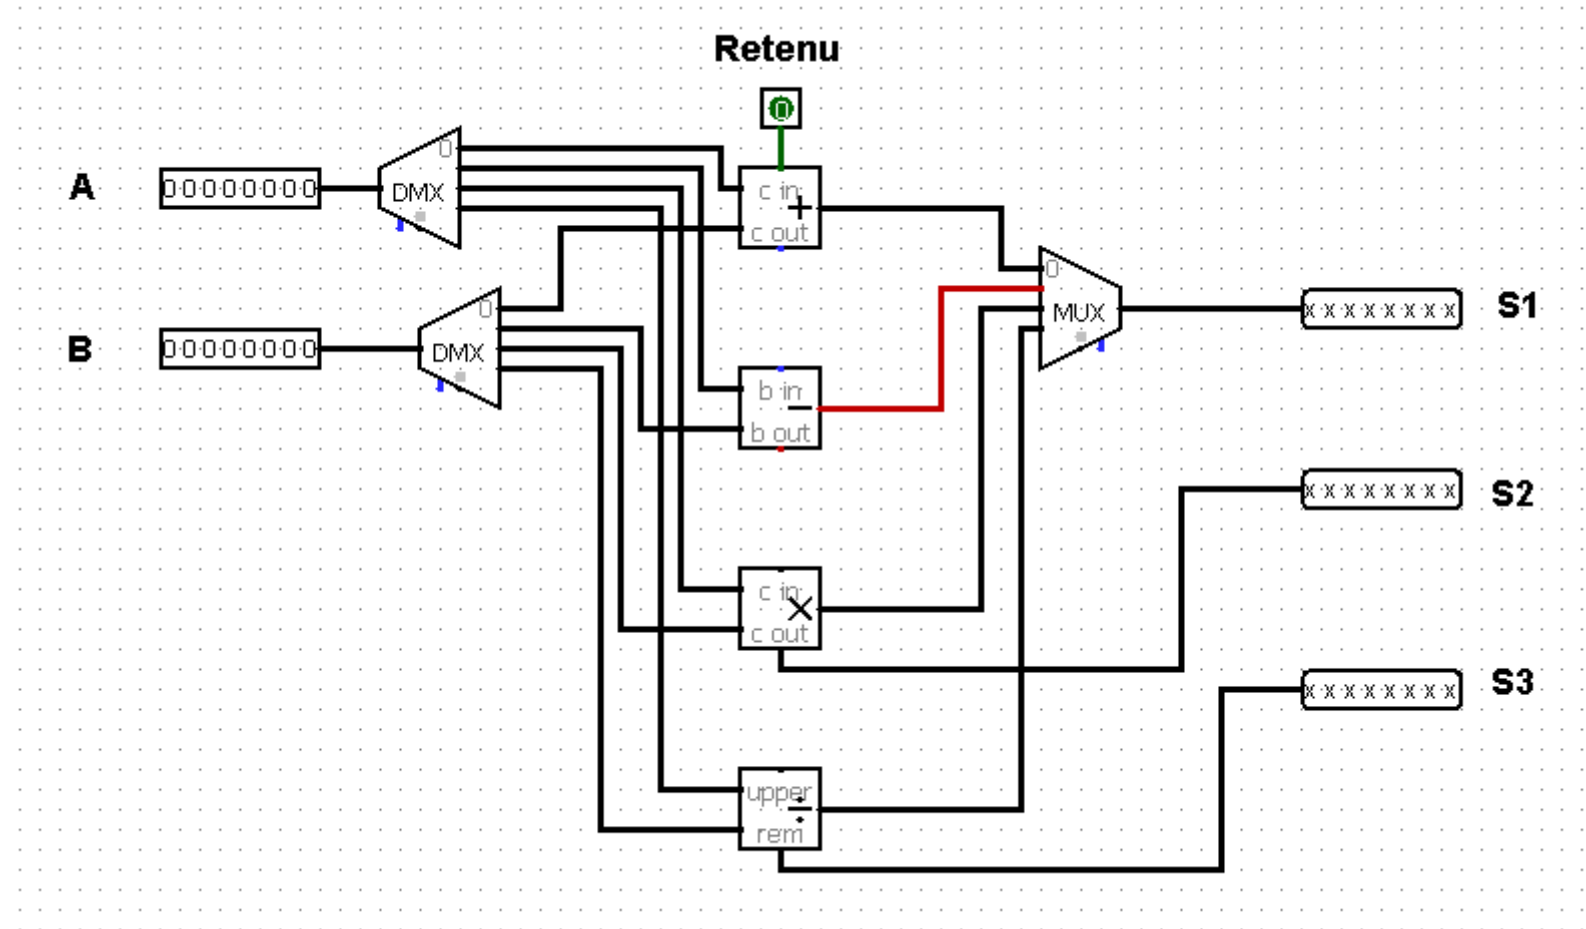 Retenu
0
A
00000000
DMX
0
c in
+
c out
B
00000000
DMX
0
0
MUX
xxxxxxxx
S1
b in
−
b out
xxxxxxxx
S2
c in
×
c out
xxxxxxxx
S3
upper
÷
rem